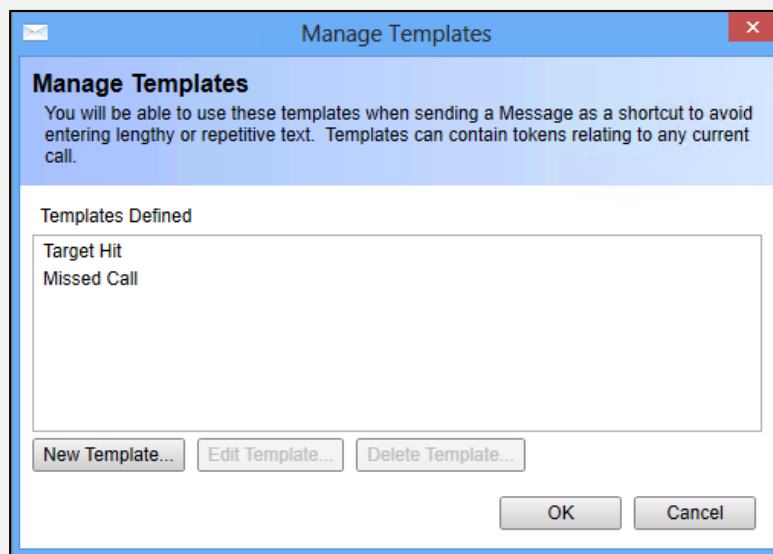 Manage Templates
Manage Templates
You will be able to use these templates when sending a Message as a shortcut to avoid
entering lengthy or repetitive text.  Templates can contain tokens relating to any current
call.
Templates Defined
Target Hit
Missed Call
New Template... Edit Template... Delete Template...
OK Cancel